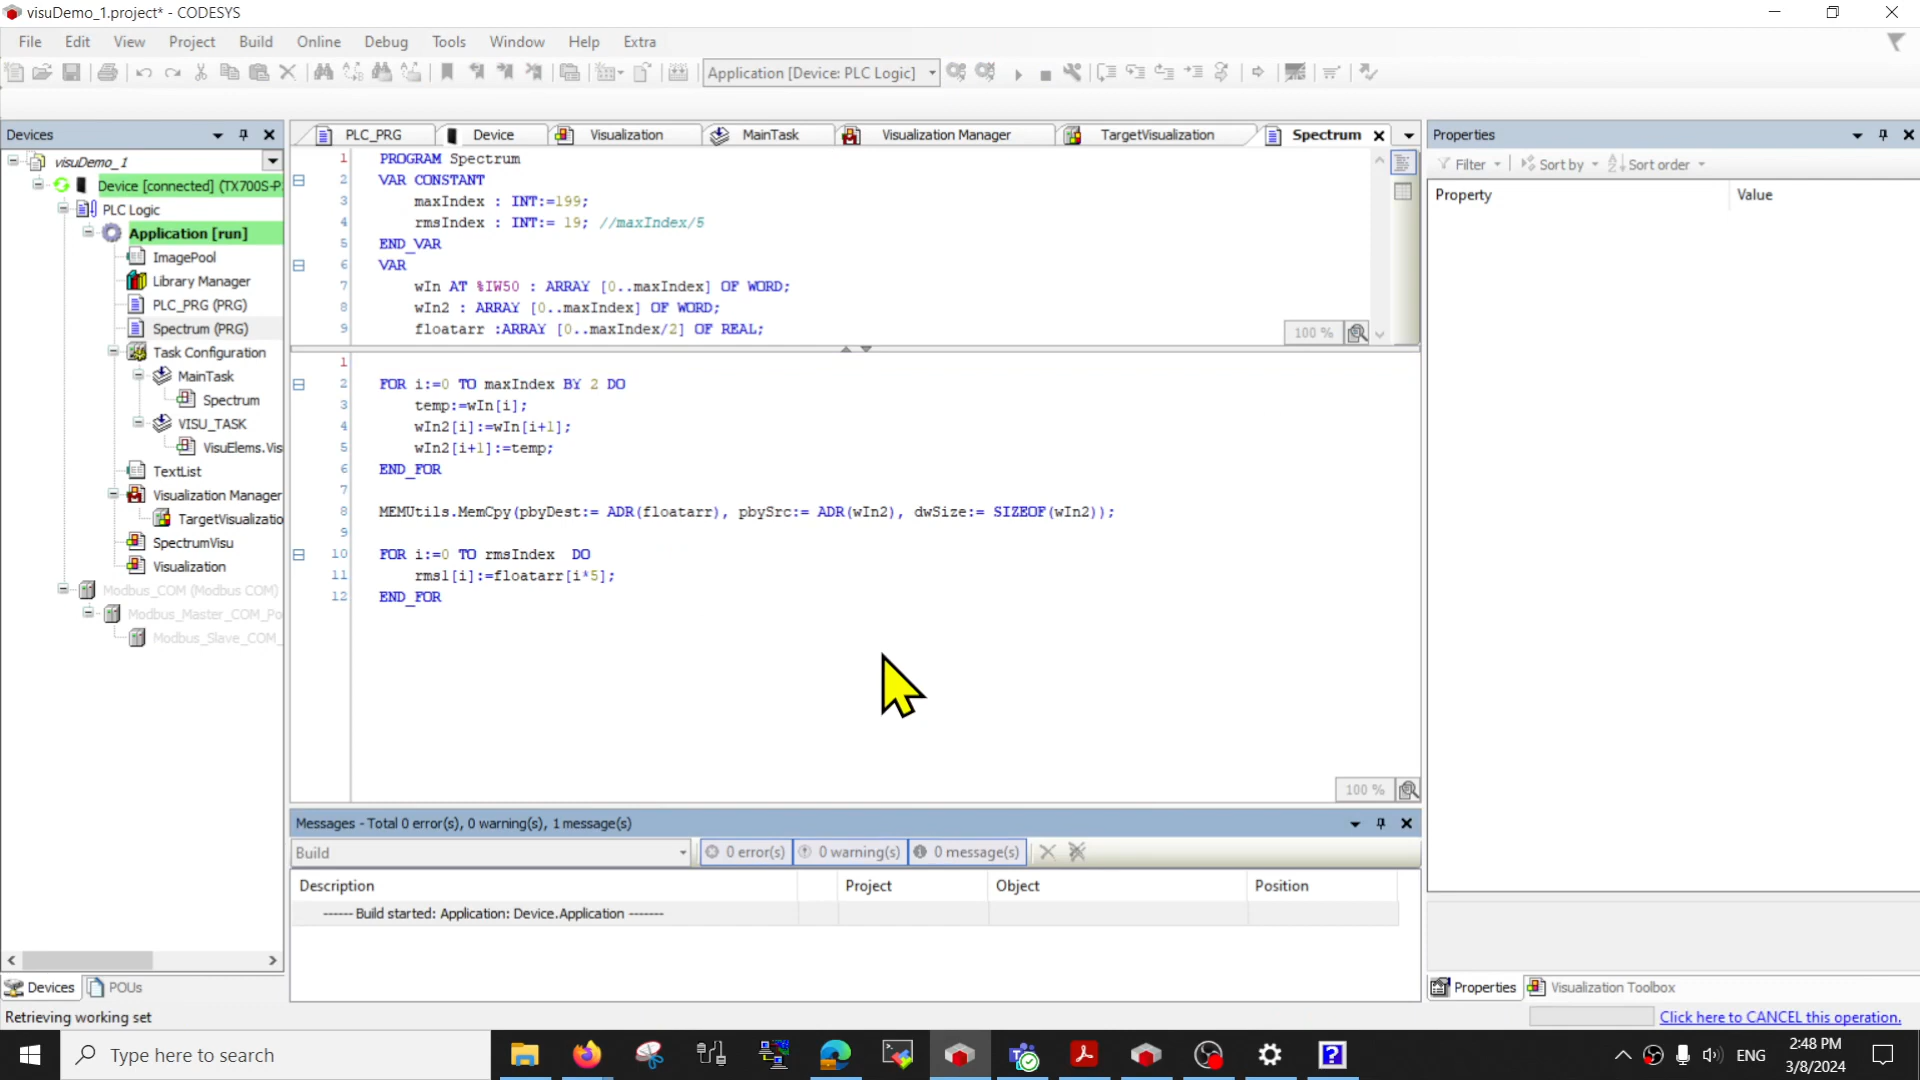 visuDemo_1.project* - CODESYS
File Edit View Project Build Online Debug Tools Window Help Extra
Application [Device: PLC Logic]
Devices
visuDemo_1
Device [connected] (TX700S-P
PLC Logic
Application [run]
ImagePool
Library Manager
PLC_PRG (PRG)
Spectrum (PRG)
Task Configuration
MainTask
Spectrum
VISU_TASK
VisuElems.Vis
TextList
Visualization Manager
TargetVisualizatio
SpectrumVisu
Visualization
Modbus_COM (Modbus COM)
Modbus_Master_COM_Po
Modbus_Slave_COM_
Devices POUs
PLC_PRG Device Visualization MainTask Visualization Manager TargetVisualization Spectrum
1 PROGRAM Spectrum
2 VAR CONSTANT
3 maxIndex : INT:=199;
4 rmsIndex : INT:= 19; //maxIndex/5
5 END_VAR
6 VAR
7 wIn AT %IW50 : ARRAY [0..maxIndex] OF WORD;
8 wIn2 : ARRAY [0..maxIndex] OF WORD;
9 floatarr :ARRAY [0..maxIndex/2] OF REAL;
100 %
1
2 FOR i:=0 TO maxIndex BY 2 DO
3 temp:=wIn[i];
4 wIn2[i]:=wIn[i+1];
5 wIn2[i+1]:=temp;
6 END_FOR
7
8 MEMUtils.MemCpy(pbyDest:= ADR(floatarr), pbySrc:= ADR(wIn2), dwSize:= SIZEOF(wIn2));
9
10 FOR i:=0 TO rmsIndex DO
11 rms1[i]:=floatarr[i*5];
12 END_FOR
100 %
Messages - Total 0 error(s), 0 warning(s), 1 message(s)
Build 0 error(s) 0 warning(s) 0 message(s)
Description Project Object Position
------ Build started: Application: Device.Application -------
Properties
Filter Sort by Sort order
Property Value
Properties Visualization Toolbox
Retrieving working set
Click here to CANCEL this operation.
Type here to search
ENG
2:48 PM
3/8/2024